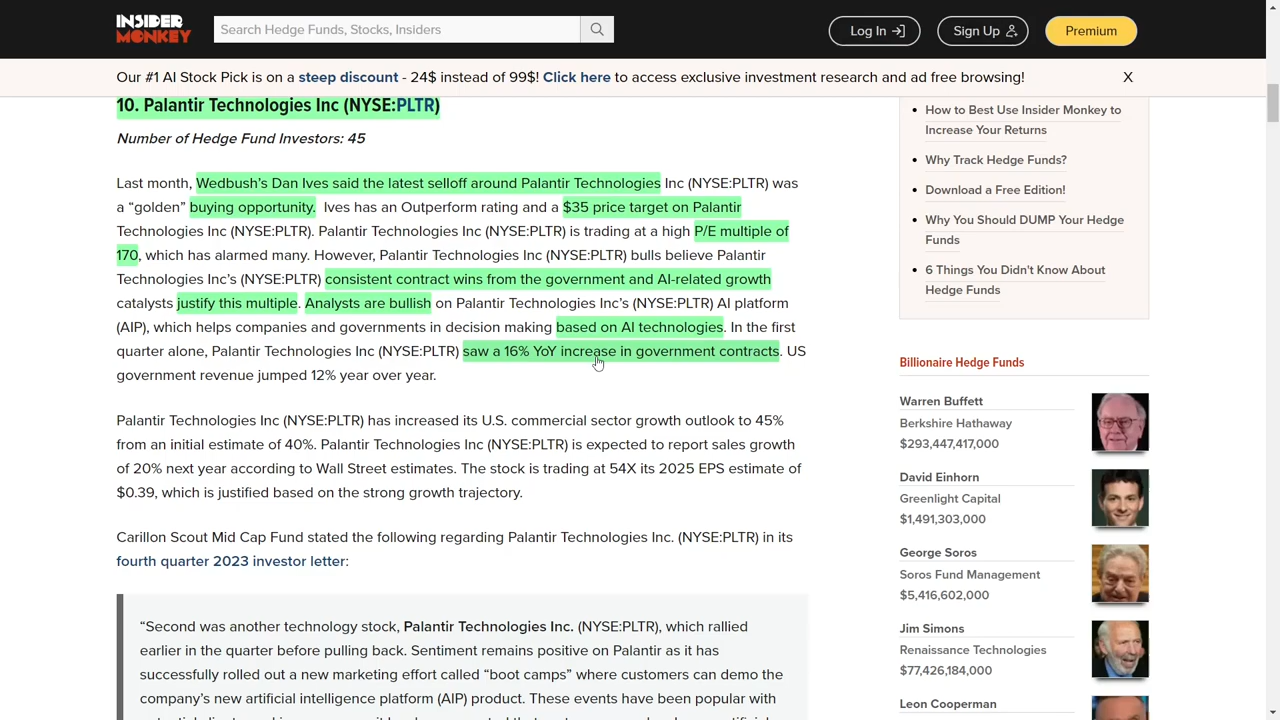 INSIDER
MONKEY
Search Hedge Funds, Stocks, Insiders
Log In
Sign Up
Premium
Our #1 AI Stock Pick is on a steep discount - 24$ instead of 99$! Click here to access exclusive investment research and ad free browsing!
X
10. Palantir Technologies Inc (NYSE:PLTR)
Number of Hedge Fund Investors: 45
Last month, Wedbush’s Dan Ives said the latest selloff around Palantir Technologies Inc (NYSE:PLTR) was
a “golden” buying opportunity. Ives has an Outperform rating and a $35 price target on Palantir
Technologies Inc (NYSE:PLTR). Palantir Technologies Inc (NYSE:PLTR) is trading at a high P/E multiple of
170, which has alarmed many. However, Palantir Technologies Inc (NYSE:PLTR) bulls believe Palantir
Technologies Inc’s (NYSE:PLTR) consistent contract wins from the government and AI-related growth
catalysts justify this multiple. Analysts are bullish on Palantir Technologies Inc’s (NYSE:PLTR) AI platform
(AIP), which helps companies and governments in decision making based on AI technologies. In the first
quarter alone, Palantir Technologies Inc (NYSE:PLTR) saw a 16% YoY increase in government contracts. US
government revenue jumped 12% year over year.
Palantir Technologies Inc (NYSE:PLTR) has increased its U.S. commercial sector growth outlook to 45%
from an initial estimate of 40%. Palantir Technologies Inc (NYSE:PLTR) is expected to report sales growth
of 20% next year according to Wall Street estimates. The stock is trading at 54X its 2025 EPS estimate of
$0.39, which is justified based on the strong growth trajectory.
Carillon Scout Mid Cap Fund stated the following regarding Palantir Technologies Inc. (NYSE:PLTR) in its
fourth quarter 2023 investor letter:
“Second was another technology stock, Palantir Technologies Inc. (NYSE:PLTR), which rallied
earlier in the quarter before pulling back. Sentiment remains positive on Palantir as it has
successfully rolled out a new marketing effort called “boot camps” where customers can demo the
company’s new artificial intelligence platform (AIP) product. These events have been popular with
How to Best Use Insider Monkey to
Increase Your Returns
Why Track Hedge Funds?
Download a Free Edition!
Why You Should DUMP Your Hedge
Funds
6 Things You Didn't Know About
Hedge Funds
Billionaire Hedge Funds
Warren Buffett
Berkshire Hathaway
$293,447,417,000
David Einhorn
Greenlight Capital
$1,491,303,000
George Soros
Soros Fund Management
$5,416,602,000
Jim Simons
Renaissance Technologies
$77,426,184,000
Leon Cooperman